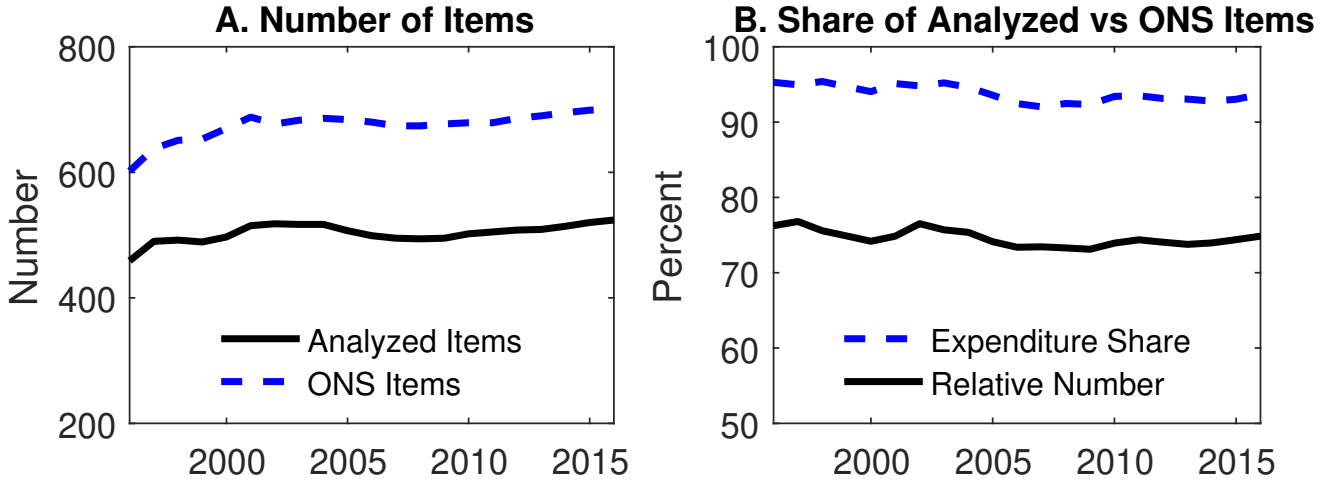 A. Number of Items
800
600
400
200
Number
Analyzed Items
ONS Items
2000 2005 2010 2015
B. Share of Analyzed vs ONS Items
100
90
80
70
60
50
Percent
Expenditure Share
Relative Number
2000 2005 2010 2015